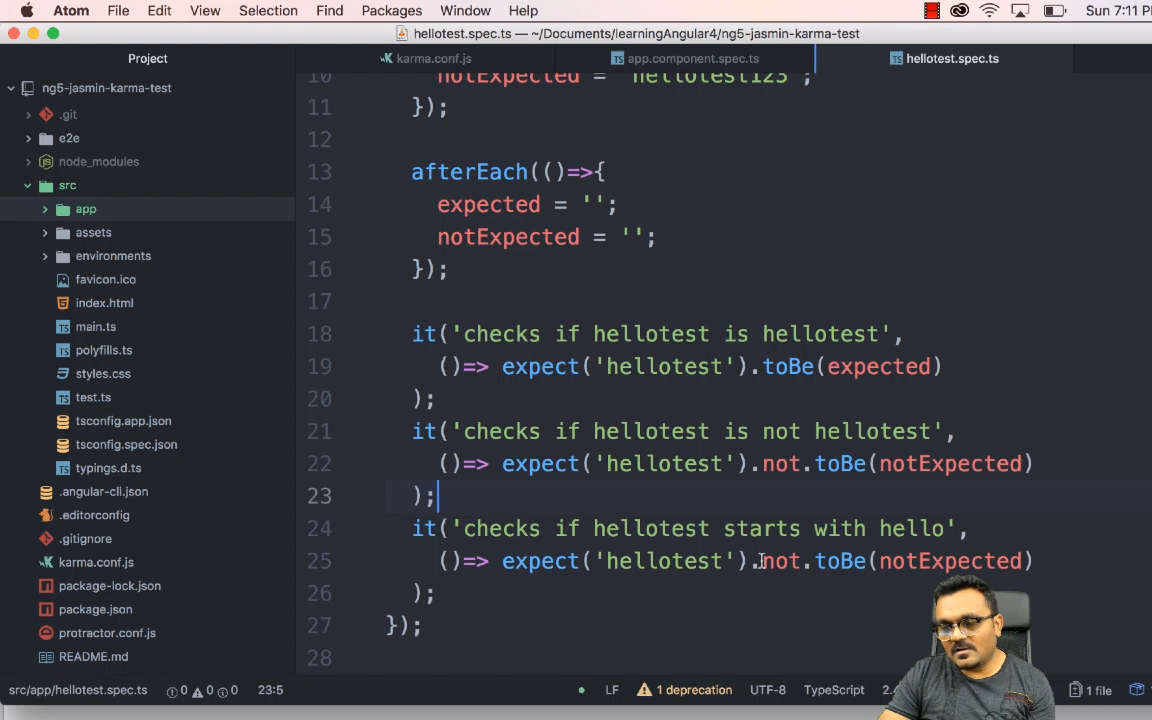 Atom File Edit View Selection Find Packages Window Help Sun 7:11 PM
hellotest.spec.ts — ~/Documents/learningAngular4/ng5-jasmin-karma-test
Project karma.conf.js app.component.spec.ts hellotest.spec.ts
ng5-jasmin-karma-test
.git
e2e
node_modules
src
app
assets
environments
favicon.ico
index.html
main.ts
polyfills.ts
styles.css
test.ts
tsconfig.app.json
tsconfig.spec.json
typings.d.ts
.angular-cli.json
.editorconfig
.gitignore
karma.conf.js
package-lock.json
package.json
protractor.conf.js
README.md
10 notExpected = 'hellotest123';
11 });
12
13 afterEach(()=>{
14 expected = '';
15 notExpected = '';
16 });
17
18 it('checks if hellotest is hellotest',
19 ()=> expect('hellotest').toBe(expected)
20 );
21 it('checks if hellotest is not hellotest',
22 ()=> expect('hellotest').not.toBe(notExpected)
23 );
24 it('checks if hellotest starts with hello',
25 ()=> expect('hellotest').not.toBe(notExpected)
26 );
27 });
28
src/app/hellotest.spec.ts 0 0 0 23:5 LF 1 deprecation UTF-8 TypeScript 1 file